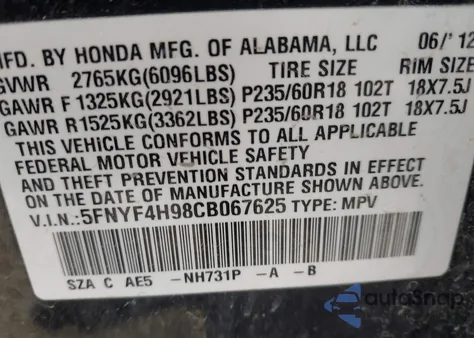 MFD. BY HONDA MFG. OF ALABAMA, LLC 06/'12
GVWR 2765KG(6096LBS) TIRE SIZE RIM SIZE
GAWR F 1325KG(2921LBS) P235/60R18 102T 18X7.5J
GAWR R1525KG(3362LBS) P235/60R18 102T 18X7.5J
THIS VEHICLE CONFORMS TO ALL APPLICABLE
FEDERAL MOTOR VEHICLE SAFETY
AND THEFT PREVENTION STANDARDS IN EFFECT
ON THE DATE OF MANUFACTURE SHOWN ABOVE.
V.I.N.:5FNYF4H98CB067625 TYPE: MPV
SZA C AE5 -NH731P -A -B
autoSnap